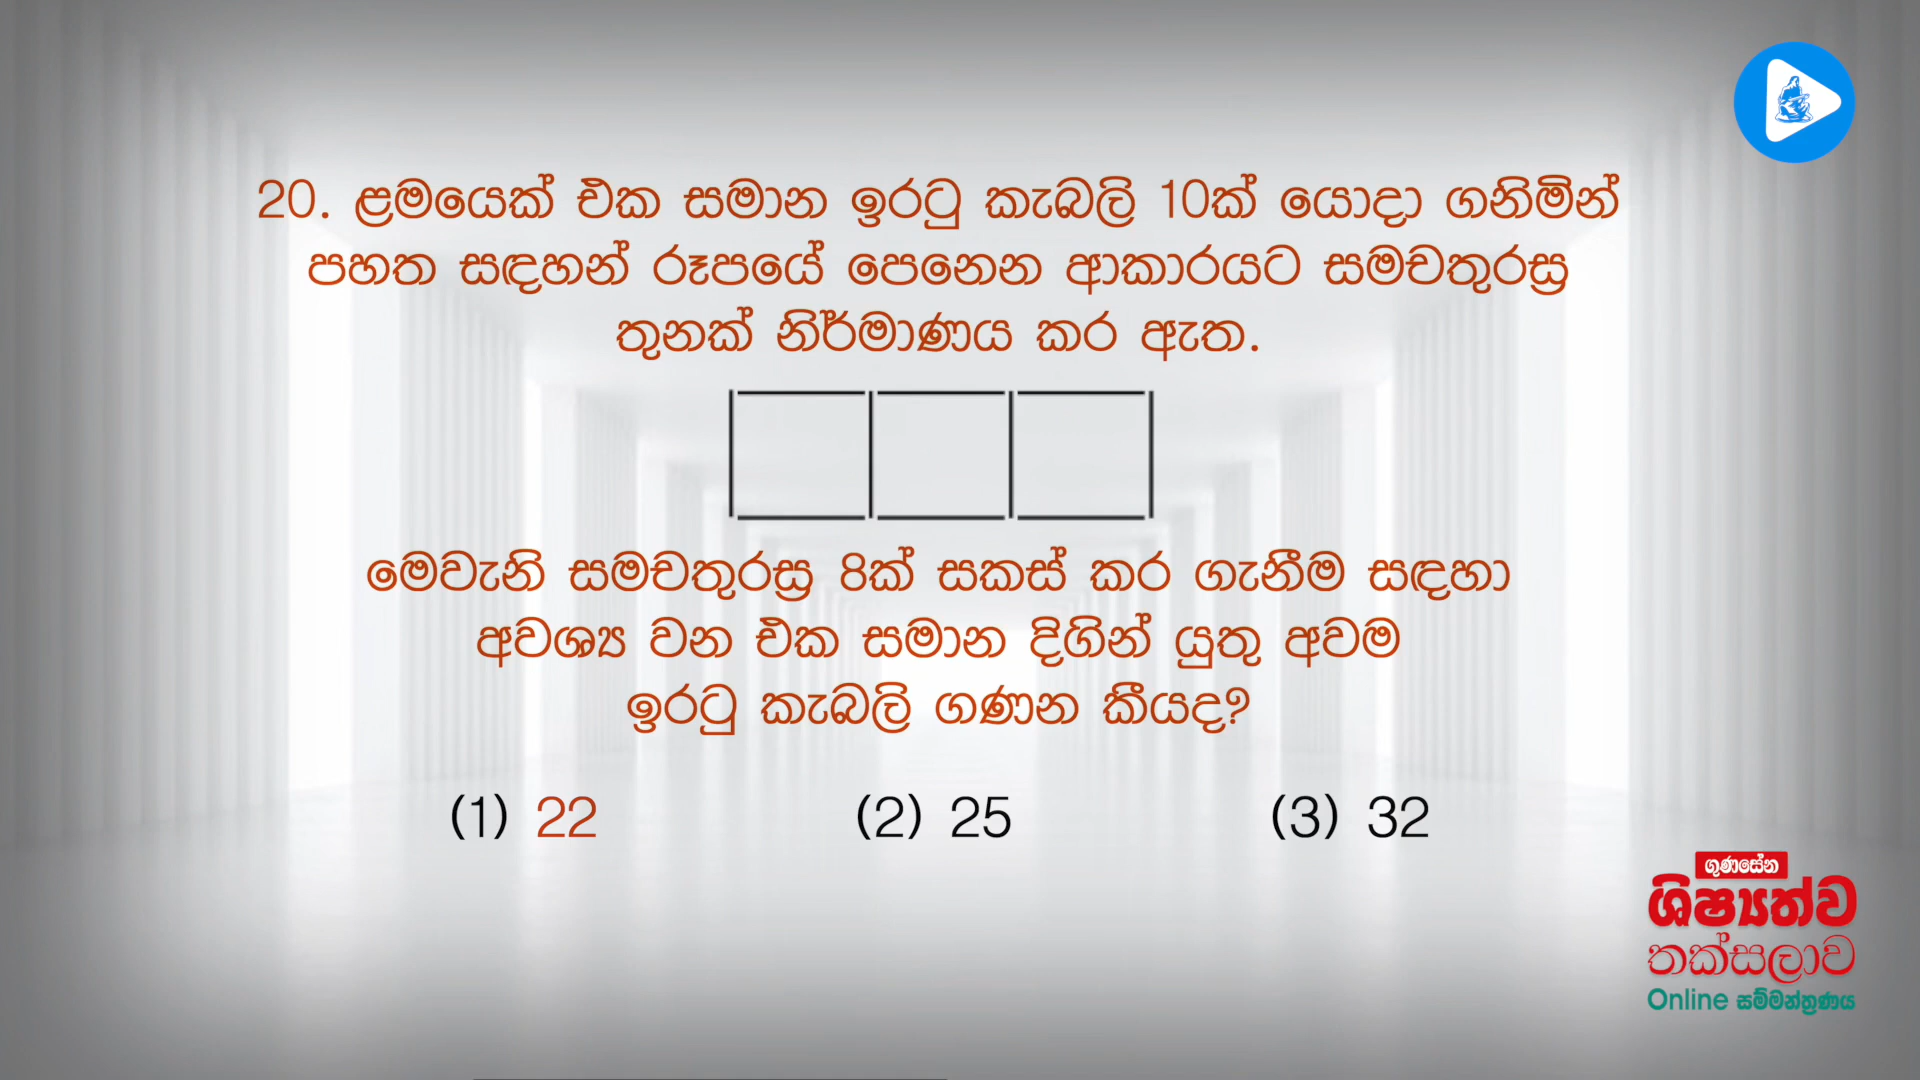 20. ළමයෙක් එක සමාන ඉරටු කැබලි 10ක් යොදා ගනිමින්
පහත සඳහන් රූපයේ පෙනෙන ආකාරයට සමචතුරස්‍ර
තුනක් නිර්මාණය කර ඇත.
මෙවැනි සමචතුරස්‍ර 8ක් සකස් කර ගැනීම සඳහා
අවශ්‍ය වන එක සමාන දිගින් යුතු අවම
ඉරටු කැබලි ගණන කීයද?
(1) 22 (2) 25 (3) 32
ගුණසේන
ශිෂ්‍යත්ව
තක්සලාව
Online සම්මන්ත්‍රණය